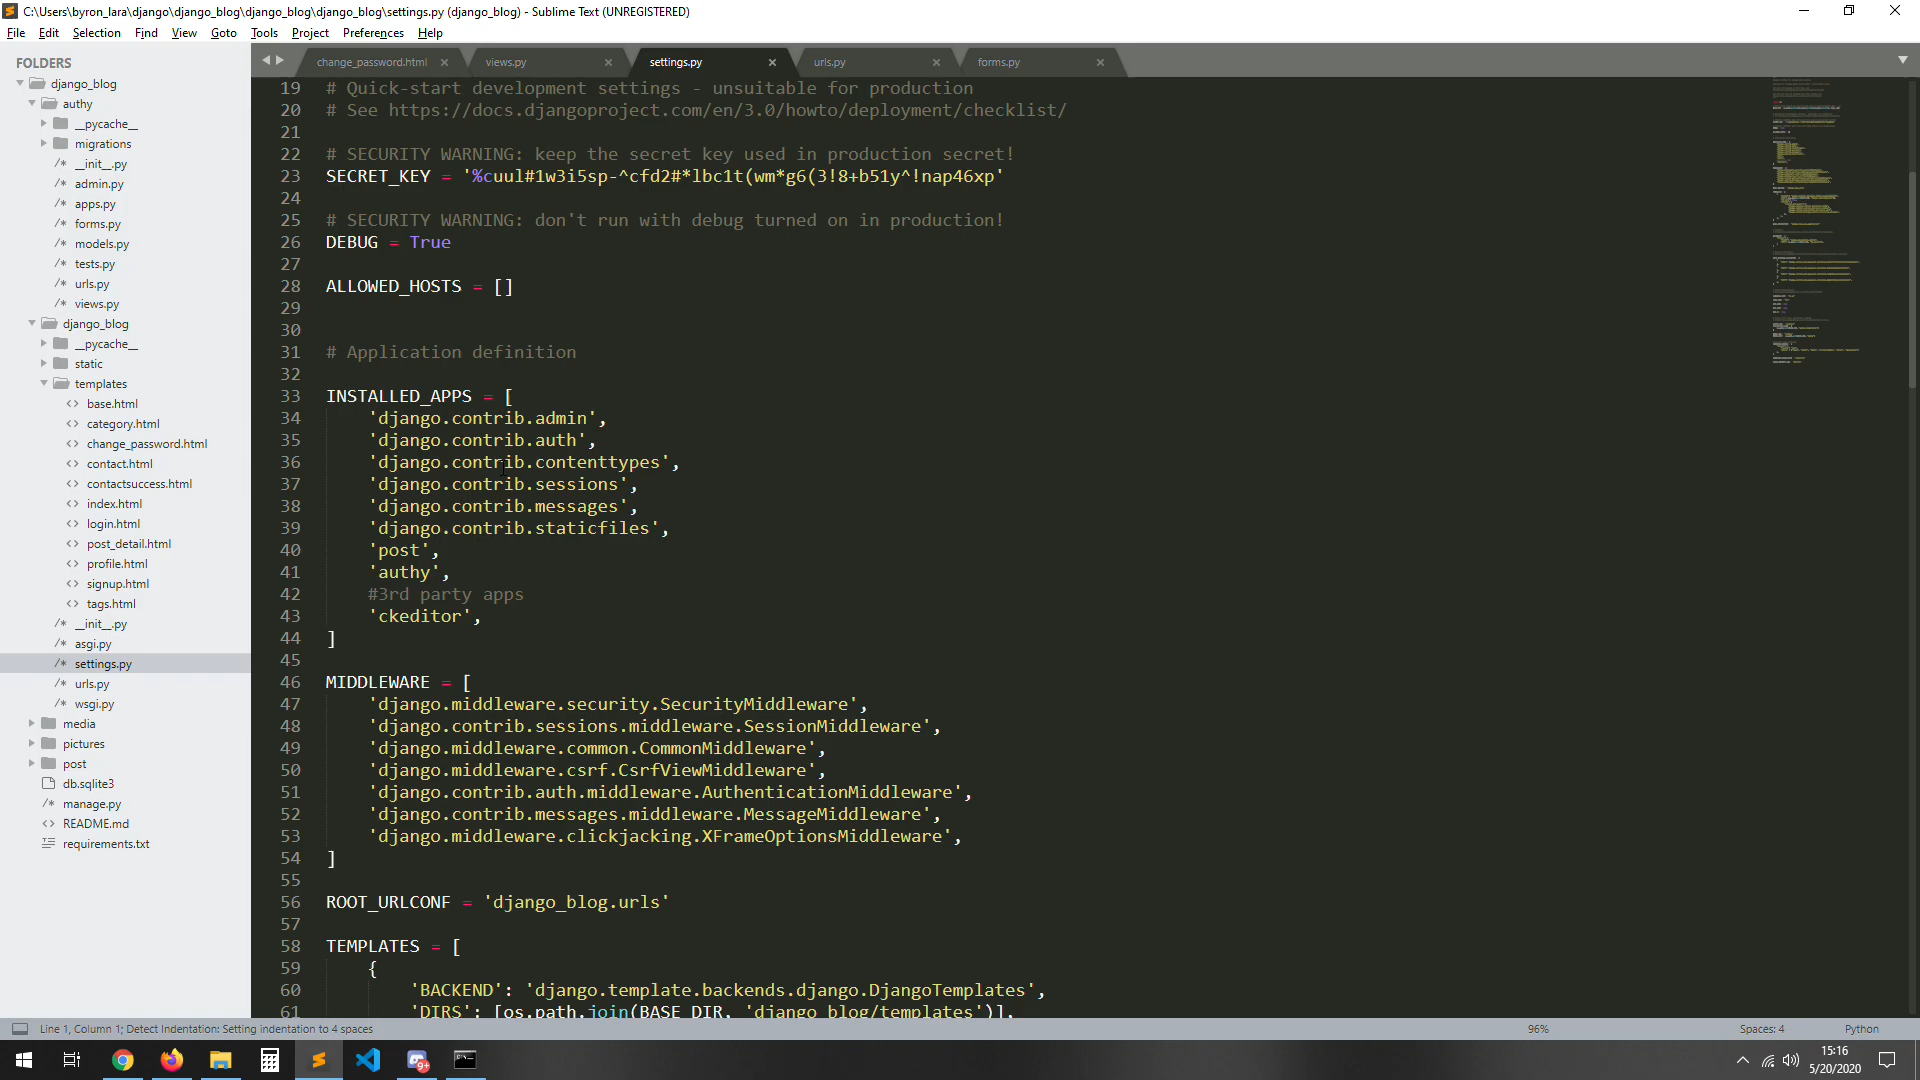 C:\Users\byron_lara\django\django_blog\django_blog\django_blog\settings.py (django_blog) - Sublime Text (UNREGISTERED)
File Edit Selection Find View Goto Tools Project Preferences Help
FOLDERS
django_blog
authy
__pycache__
migrations
__init__.py
admin.py
apps.py
forms.py
models.py
tests.py
urls.py
views.py
django_blog
__pycache__
static
templates
base.html
category.html
change_password.html
contact.html
contactsuccess.html
index.html
login.html
post_detail.html
profile.html
signup.html
tags.html
__init__.py
asgi.py
settings.py
urls.py
wsgi.py
media
pictures
post
db.sqlite3
manage.py
README.md
requirements.txt
change_password.html views.py settings.py urls.py forms.py
19 # Quick-start development settings - unsuitable for production
20 # See https://docs.djangoproject.com/en/3.0/howto/deployment/checklist/
21
22 # SECURITY WARNING: keep the secret key used in production secret!
23 SECRET_KEY = '%cuul#1w3i5sp-^cfd2#*lbc1t(wm*g6(3!8+b51y^!nap46xp'
24
25 # SECURITY WARNING: don't run with debug turned on in production!
26 DEBUG = True
27
28 ALLOWED_HOSTS = []
29
30
31 # Application definition
32
33 INSTALLED_APPS = [
34 'django.contrib.admin',
35 'django.contrib.auth',
36 'django.contrib.contenttypes',
37 'django.contrib.sessions',
38 'django.contrib.messages',
39 'django.contrib.staticfiles',
40 'post',
41 'authy',
42 #3rd party apps
43 'ckeditor',
44 ]
45
46 MIDDLEWARE = [
47 'django.middleware.security.SecurityMiddleware',
48 'django.contrib.sessions.middleware.SessionMiddleware',
49 'django.middleware.common.CommonMiddleware',
50 'django.middleware.csrf.CsrfViewMiddleware',
51 'django.contrib.auth.middleware.AuthenticationMiddleware',
52 'django.contrib.messages.middleware.MessageMiddleware',
53 'django.middleware.clickjacking.XFrameOptionsMiddleware',
54 ]
55
56 ROOT_URLCONF = 'django_blog.urls'
57
58 TEMPLATES = [
59 {
60 'BACKEND': 'django.template.backends.django.DjangoTemplates',
61 'DIRS': [os.path.join(BASE_DIR, 'django_blog/templates')],
Line 1, Column 1; Detect Indentation: Setting indentation to 4 spaces 96% Spaces: 4 Python
15:16
5/20/2020